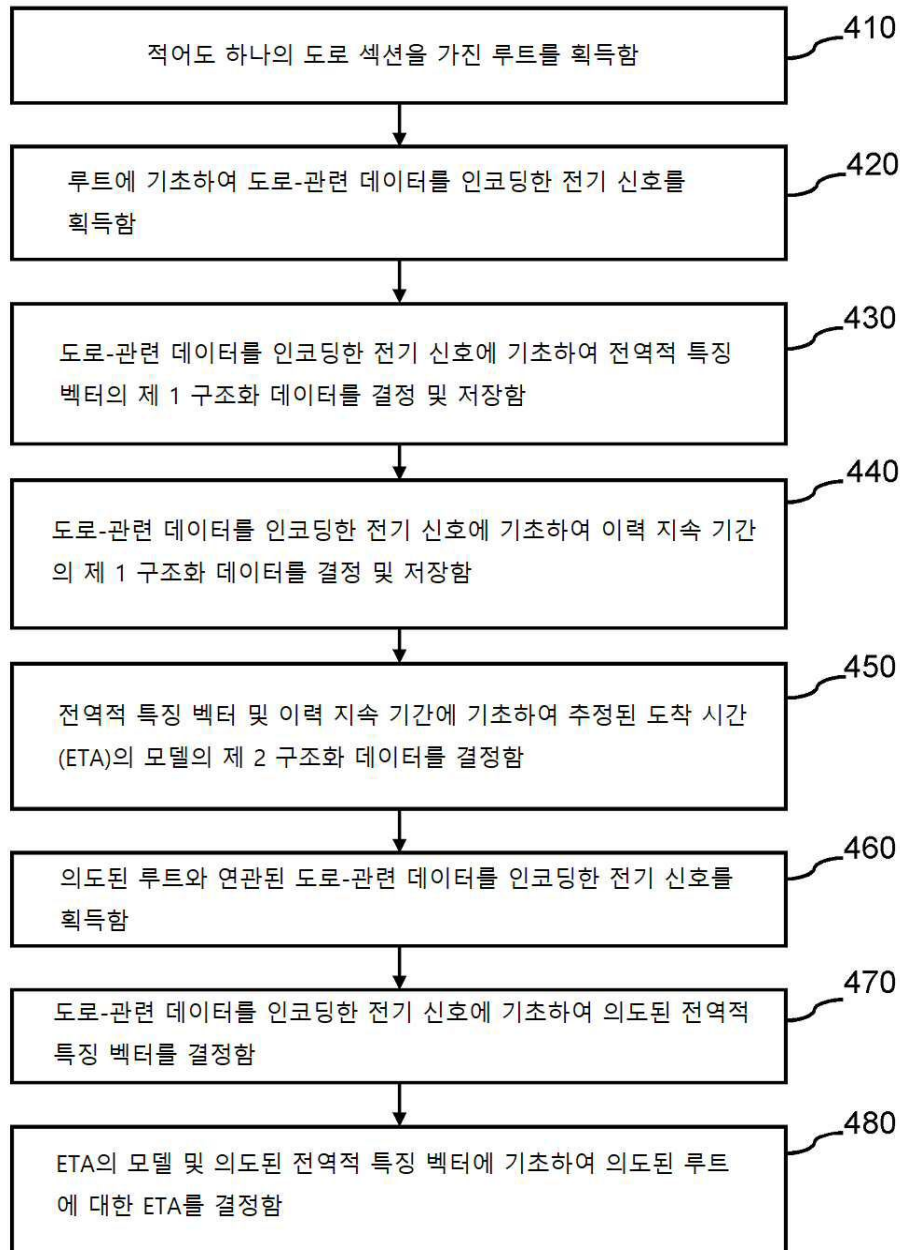 적어도 하나의 도로 섹션을 가진 루트를 획득함
410
루트에 기초하여 도로-관련 데이터를 인코딩한 전기 신호를
획득함
420
도로-관련 데이터를 인코딩한 전기 신호에 기초하여 전역적 특징
벡터의 제 1 구조화 데이터를 결정 및 저장함
430
도로-관련 데이터를 인코딩한 전기 신호에 기초하여 이력 지속 기간
의 제 1 구조화 데이터를 결정 및 저장함
440
전역적 특징 벡터 및 이력 지속 기간에 기초하여 추정된 도착 시간
(ETA)의 모델의 제 2 구조화 데이터를 결정함
450
의도된 루트와 연관된 도로-관련 데이터를 인코딩한 전기 신호를
획득함
460
도로-관련 데이터를 인코딩한 전기 신호에 기초하여 의도된 전역적
특징 벡터를 결정함
470
ETA의 모델 및 의도된 전역적 특징 벡터에 기초하여 의도된 루트
에 대한 ETA를 결정함
480